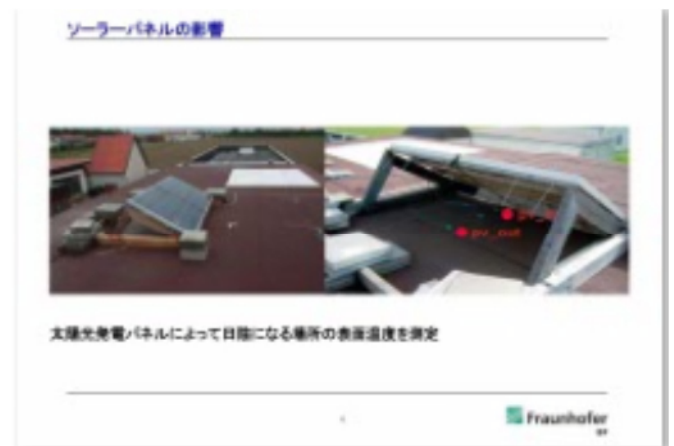 ソーラーパネルの影響
pv_out
太陽光発電パネルによって日陰になる場所の表面温度を測定
Fraunhofer